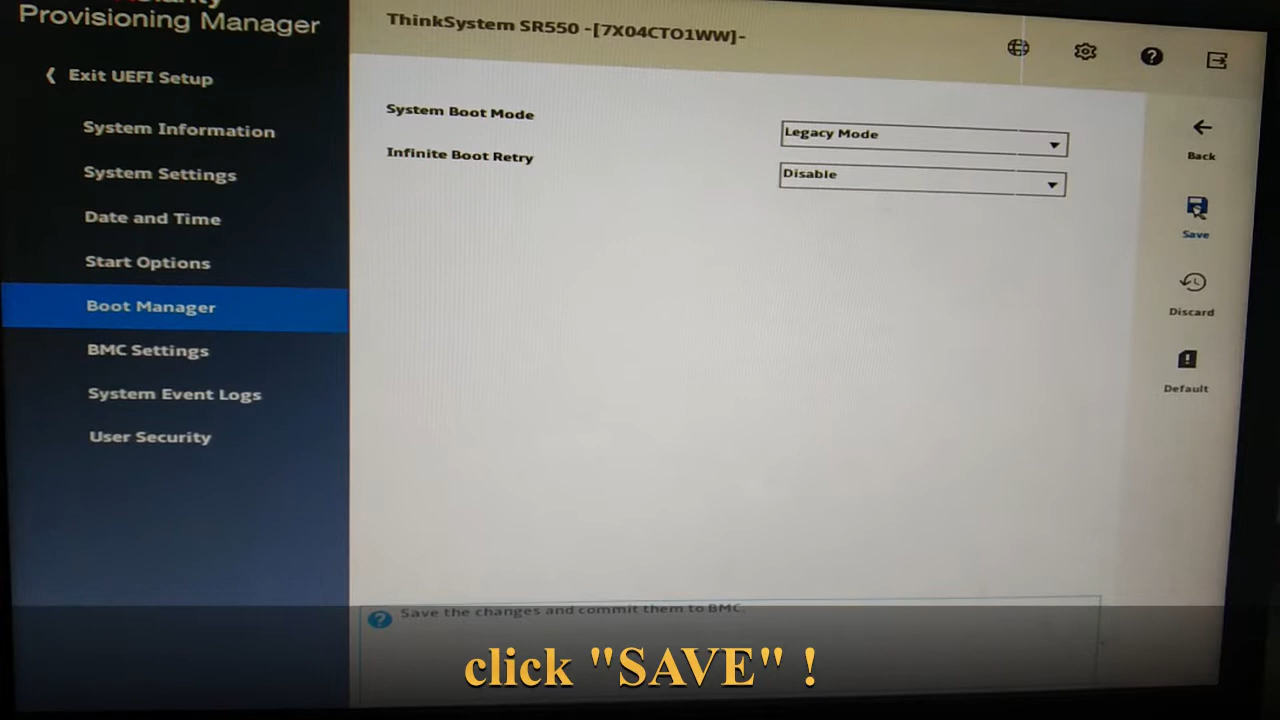 Provisioning Manager
ThinkSystem SR550 -[7X04CTO1WW]-
Exit UEFI Setup
System Information
System Settings
Date and Time
Start Options
Boot Manager
BMC Settings
System Event Logs
User Security
System Boot Mode
Legacy Mode
Infinite Boot Retry
Disable
Back
Save
Discard
Default
Save the changes and commit them to BMC.
click "SAVE" !